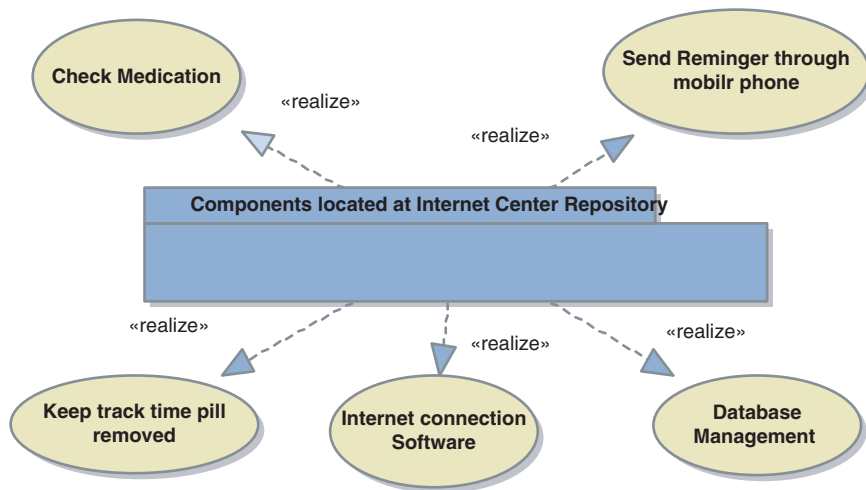 Check Medication
Send Reminger through
mobilr phone
«realize»
«realize»
Components located at Internet Center Repository
«realize»
«realize»
«realize»
Keep track time pill
removed
Internet connection
Software
Database
Management